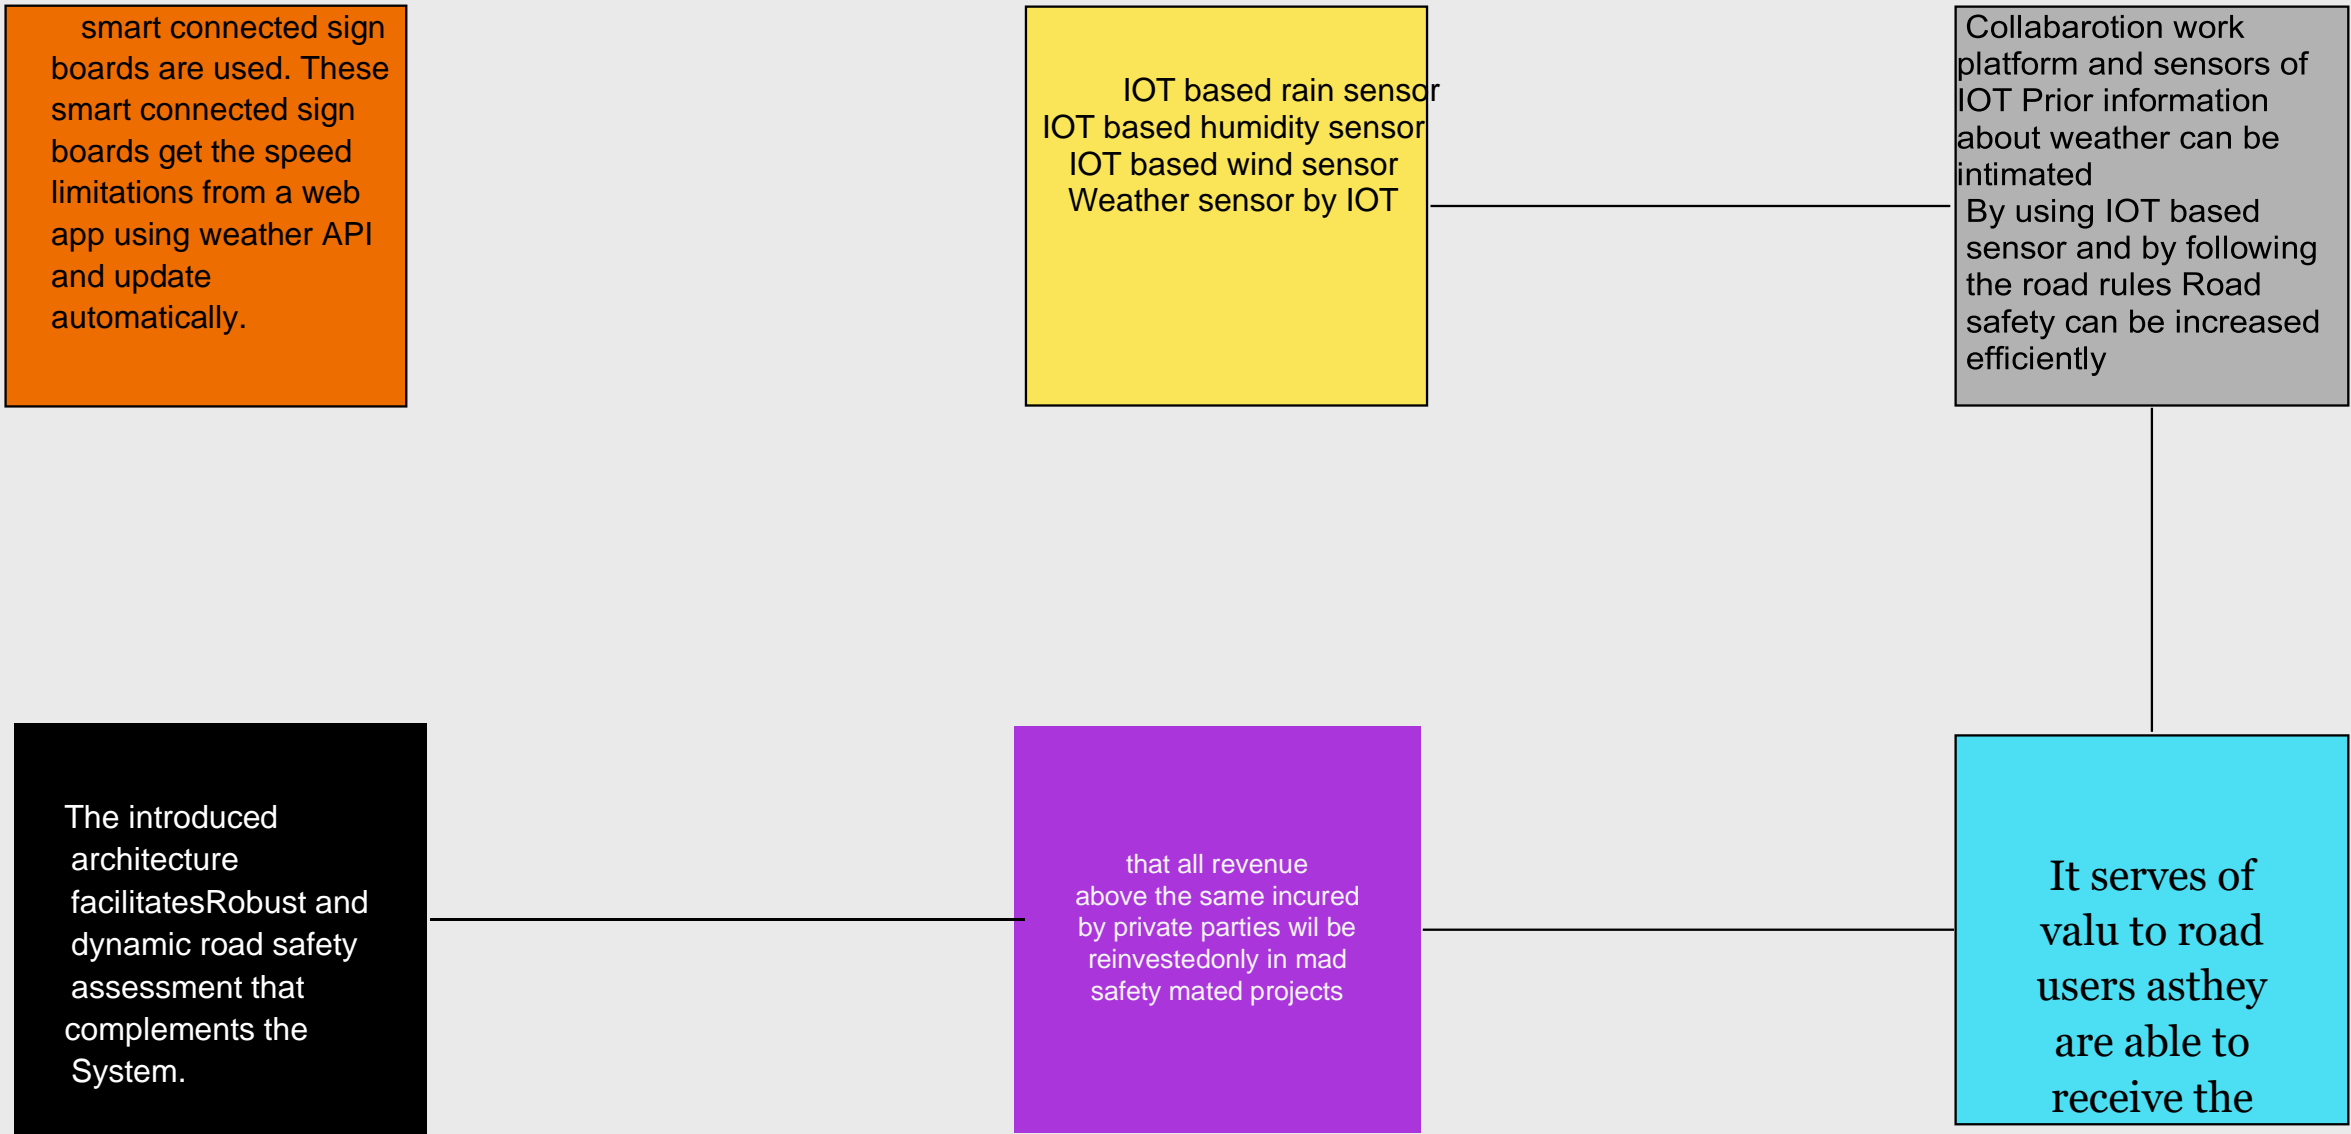 smart connected sign
boards are used. These
smart connected sign
boards get the speed
limitations from a web
app using weather API
and update
automatically.
IOT based rain sensor
IOT based humidity sensor
IOT based wind sensor
Weather sensor by IOT
Collabarotion work
platform and sensors of
IOT Prior information
about weather can be
intimated
By using IOT based
sensor and by following
the road rules Road
safety can be increased
efficiently
The introduced
architecture
facilitatesRobust and
dynamic road safety
assessment that
complements the
System.
that all revenue
above the same incured
by private parties wil be
reinvestedonly in mad
safety mated projects
It serves of
valu to road
users asthey
are able to
receive the